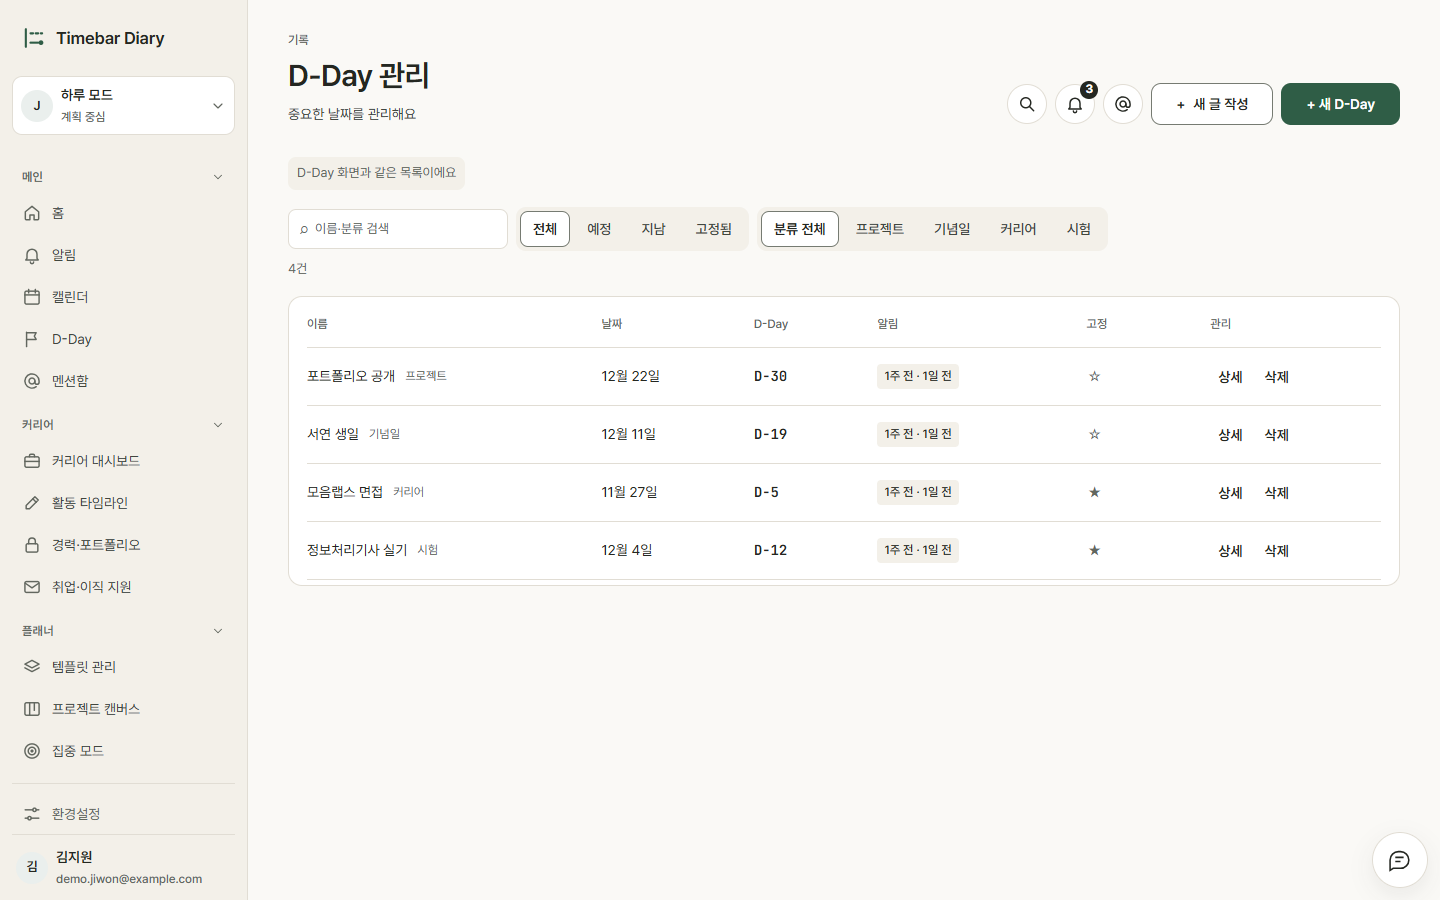 Timebar Diary
J
하루 모드
계획 중심
메인
홈
알림
캘린더
D-Day
멘션함
커리어
커리어 대시보드
활동 타임라인
경력·포트폴리오
취업·이직 지원
플래너
템플릿 관리
프로젝트 캔버스
집중 모드
환경설정
김
김지원
demo.jiwon@example.com
기록
D-Day 관리
중요한 날짜를 관리해요
3
+ 새 글 작성
+ 새 D-Day
D-Day 화면과 같은 목록이에요
이름·분류 검색
전체 예정 지남 고정됨
분류 전체 프로젝트 기념일 커리어 시험
4건
이름 날짜 D-Day 알림 고정 관리
포트폴리오 공개 프로젝트 12월 22일 D-30 1주 전 · 1일 전 ☆ 상세 삭제
서연 생일 기념일 12월 11일 D-19 1주 전 · 1일 전 ☆ 상세 삭제
모음랩스 면접 커리어 11월 27일 D-5 1주 전 · 1일 전 ★ 상세 삭제
정보처리기사 실기 시험 12월 4일 D-12 1주 전 · 1일 전 ★ 상세 삭제